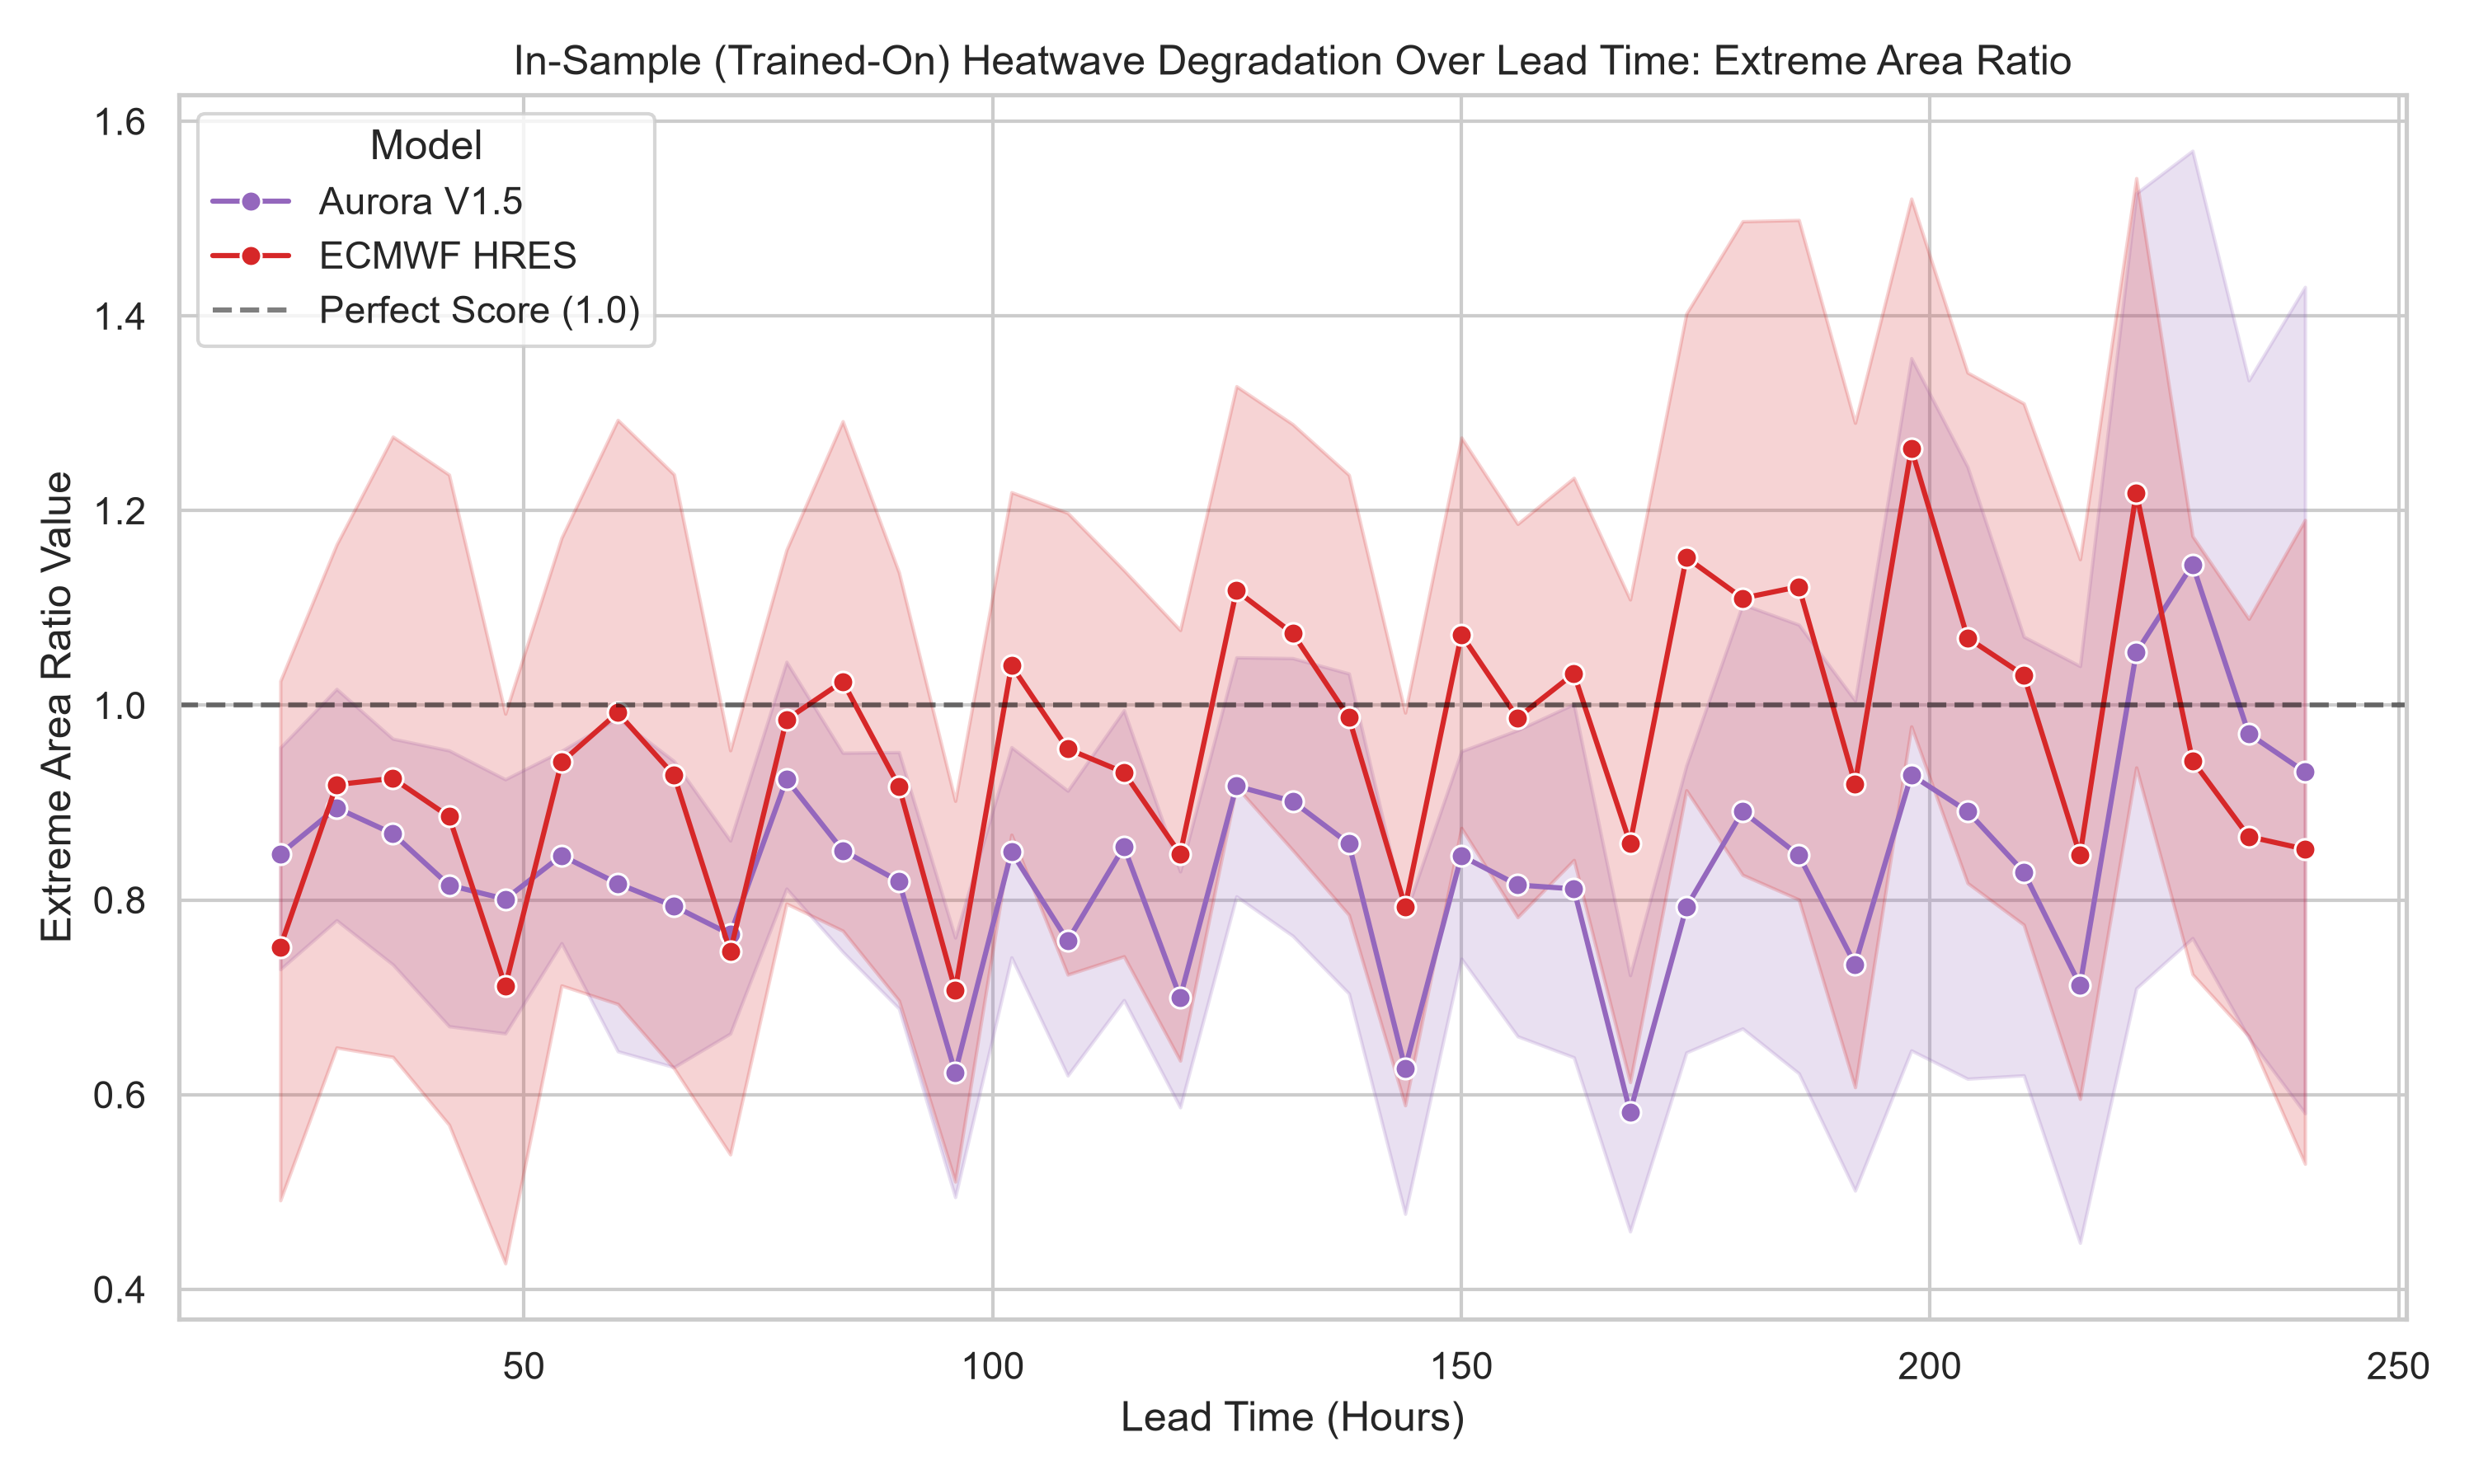 In-Sample (Trained-On) Heatwave Degradation Over Lead Time: Extreme Area Ratio
Model
Aurora V1.5
ECMWF HRES
Perfect Score (1.0)
1.6
1.4
1.2
1.0
0.8
0.6
0.4
Extreme Area Ratio Value
50
100
150
200
250
Lead Time (Hours)